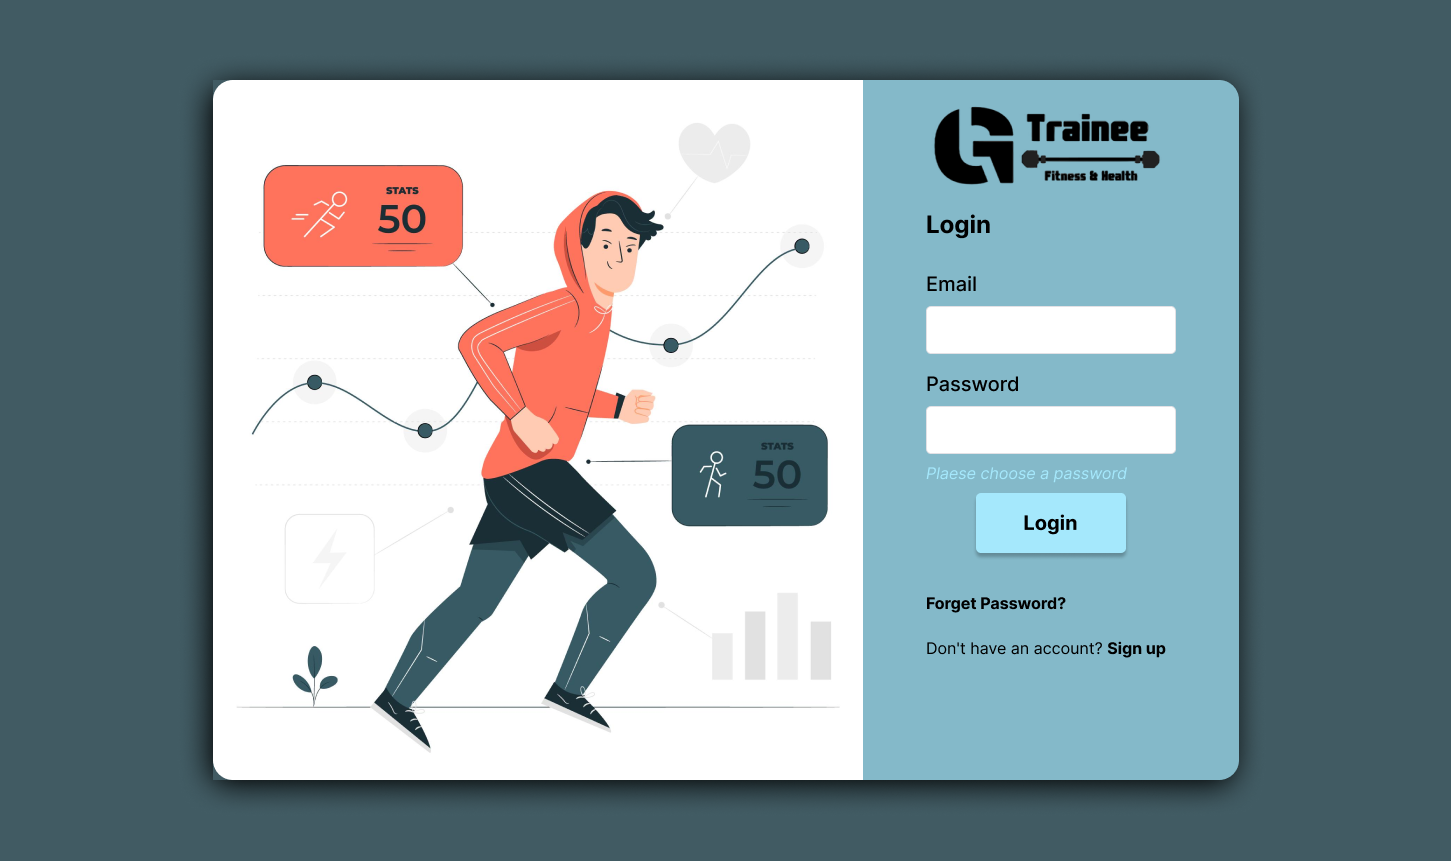 STATS
50
STATS
50
Trainee
Fitness & Health
Login
Email
Password
Plaese choose a password
Login
Forget Password?
Don't have an account? Sign up